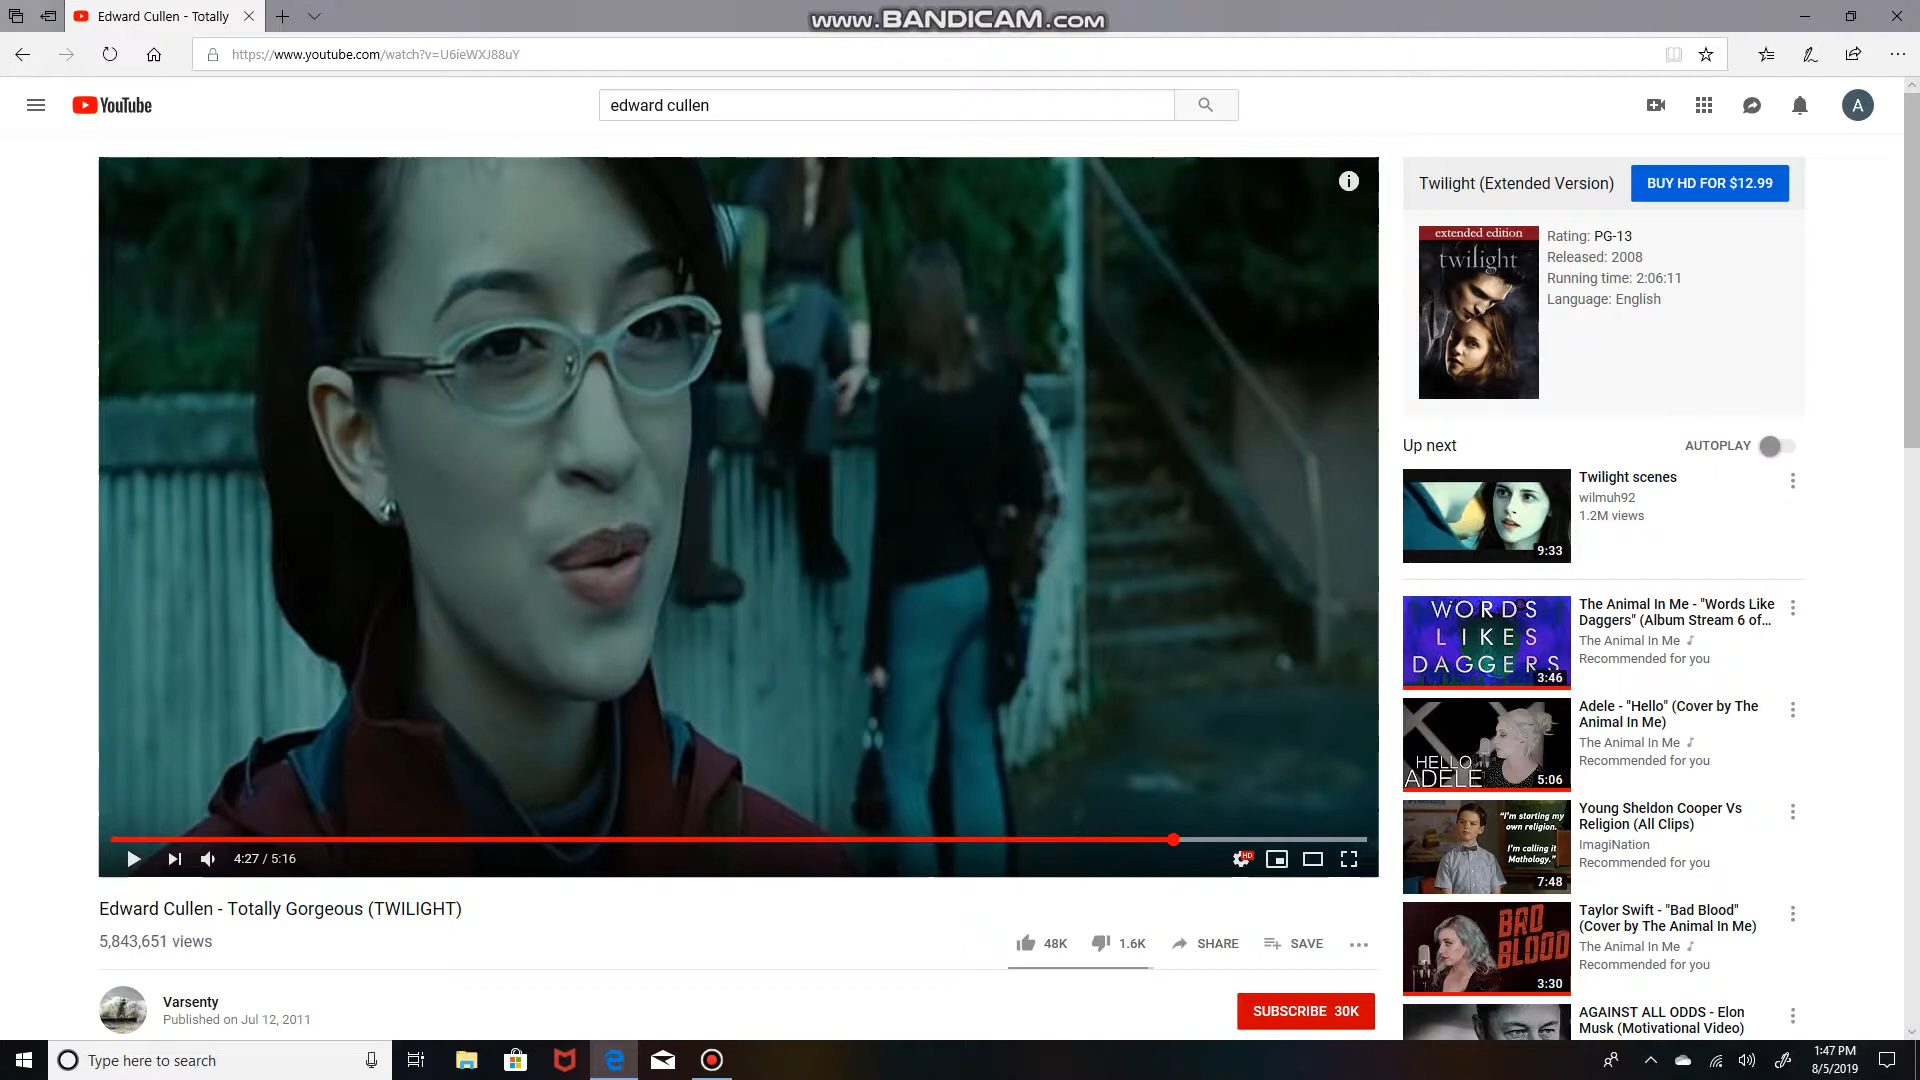 Edward Cullen - Totally
www.BANDICAM.com
https://www.youtube.com/watch?v=U6ieWXJ88uY
YouTube
edward cullen
A
Twilight (Extended Version)
BUY HD FOR $12.99
extended edition
twilight
Rating: PG-13
Released: 2008
Running time: 2:06:11
Language: English
Up next
AUTOPLAY
Twilight scenes
wilmuh92
1.2M views
9:33
WORDS
LIKES
DAGGERS
3:46
The Animal In Me - "Words Like
Daggers" (Album Stream 6 of...
The Animal In Me
Recommended for you
HELLO
ADELE
5:06
Adele - "Hello" (Cover by The
Animal In Me)
The Animal In Me
Recommended for you
"I'm starting my
own religion.
I'm calling it
Mathology."
7:48
Young Sheldon Cooper Vs
Religion (All Clips)
ImagiNation
Recommended for you
BAD
BLOOD
3:30
Taylor Swift - "Bad Blood"
(Cover by The Animal In Me)
The Animal In Me
Recommended for you
AGAINST ALL ODDS - Elon
Musk (Motivational Video)
4:27 / 5:16
HD
Edward Cullen - Totally Gorgeous (TWILIGHT)
5,843,651 views
48K
1.6K
SHARE
SAVE
Varsenty
Published on Jul 12, 2011
SUBSCRIBE 30K
Type here to search
1:47 PM
8/5/2019